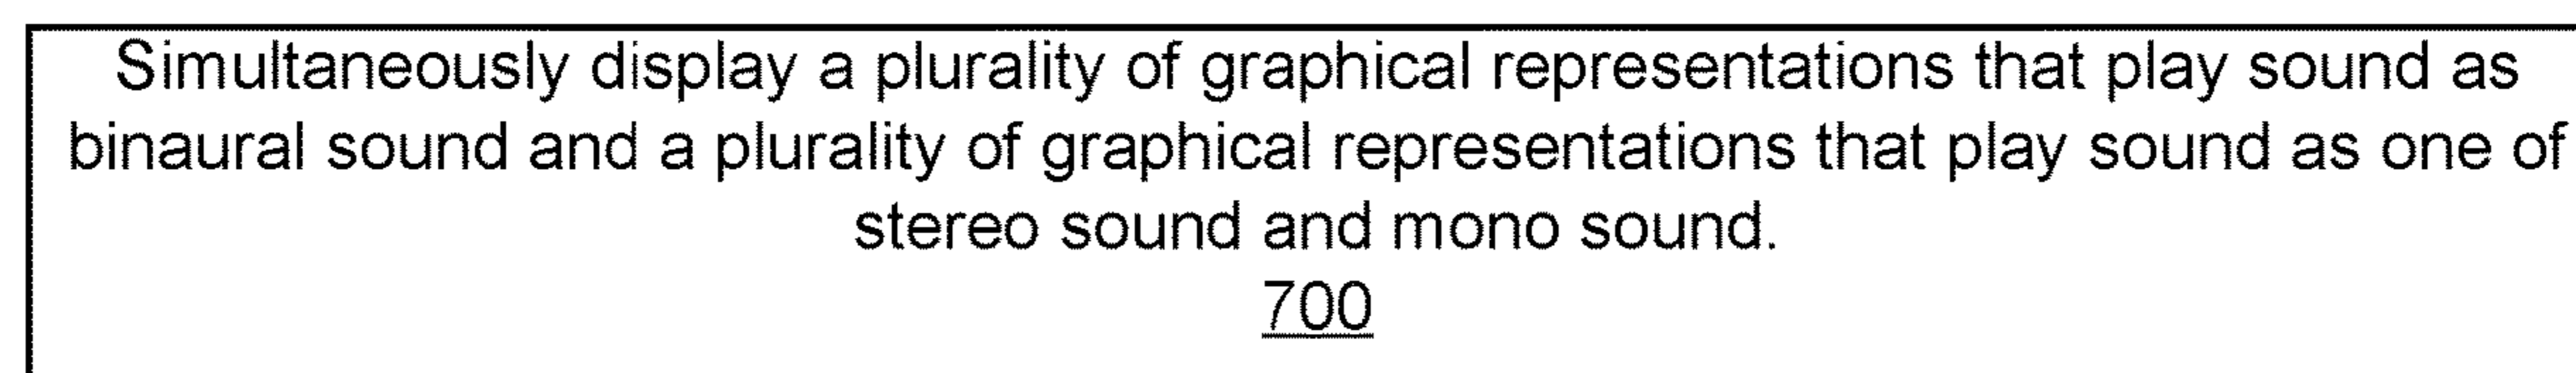 Simultaneously display a plurality of graphical representations that play sound as
binaural sound and a plurality of graphical representations that play sound as one of
stereo sound and mono sound.
700